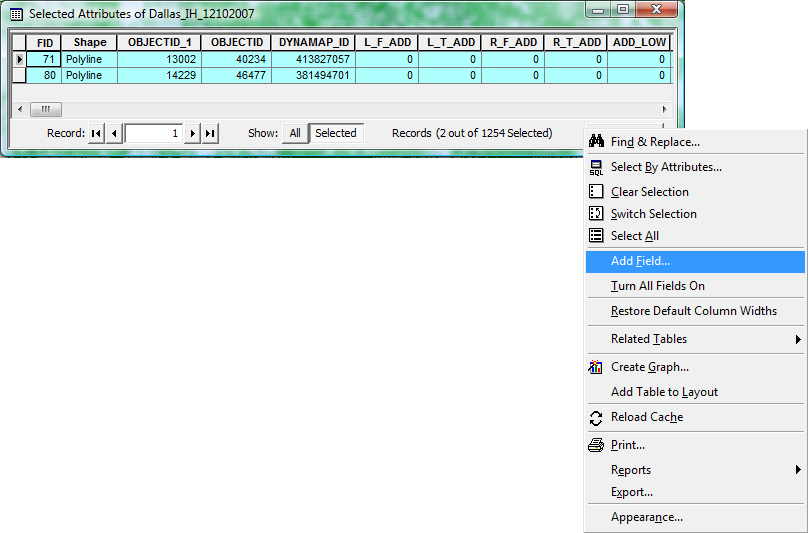 Selected Attributes of Dallas_IH_12102007
FID Shape OBJECTID_1 OBJECTID DYNAMAP_ID L_F_ADD L_T_ADD R_F_ADD R_T_ADD ADD_LOW
71 Polyline 13002 40234 413827057 0 0 0 0 0
80 Polyline 14229 46477 381494701 0 0 0 0 0
Record: 1 Show: All Selected Records (2 out of 1254 Selected)
Find & Replace...
SQL Select By Attributes...
Clear Selection
Switch Selection
Select All
Add Field...
Turn All Fields On
Restore Default Column Widths
Related Tables
Create Graph...
Add Table to Layout
Reload Cache
Print...
Reports
Export...
Appearance...